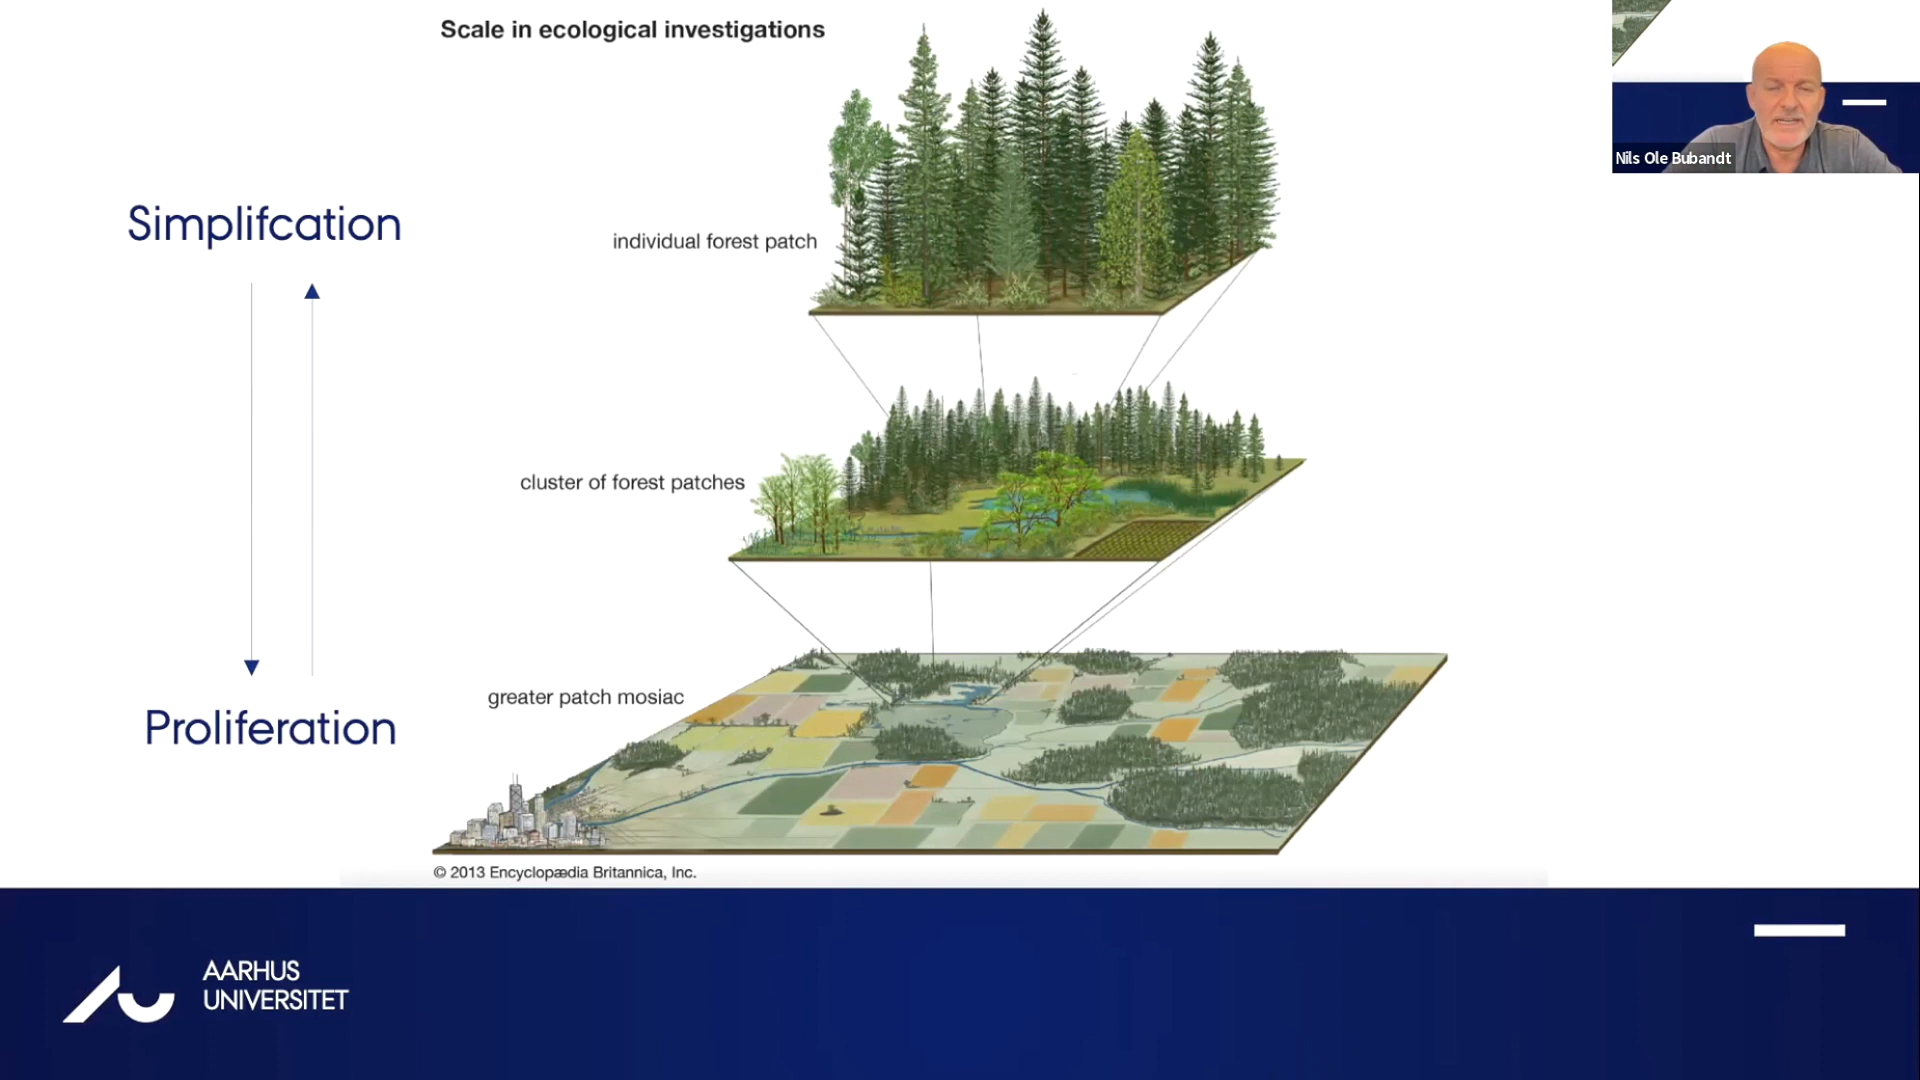 Scale in ecological investigations
Nils Ole Bubandt
Simplifcation
individual forest patch
cluster of forest patches
greater patch mosiac
Proliferation
© 2013 Encyclopædia Britannica, Inc.
AARHUS
UNIVERSITET